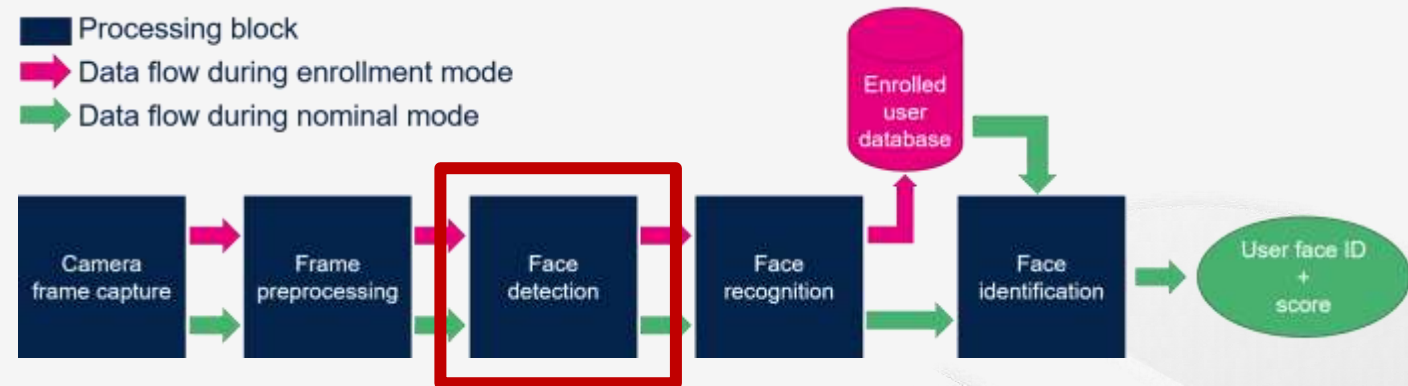 Processing block
Data flow during enrollment mode
Data flow during nominal mode
Enrolled
user
database
Camera
frame capture
Frame
preprocessing
Face
detection
Face
recognition
Face
identification
User face ID
+
score